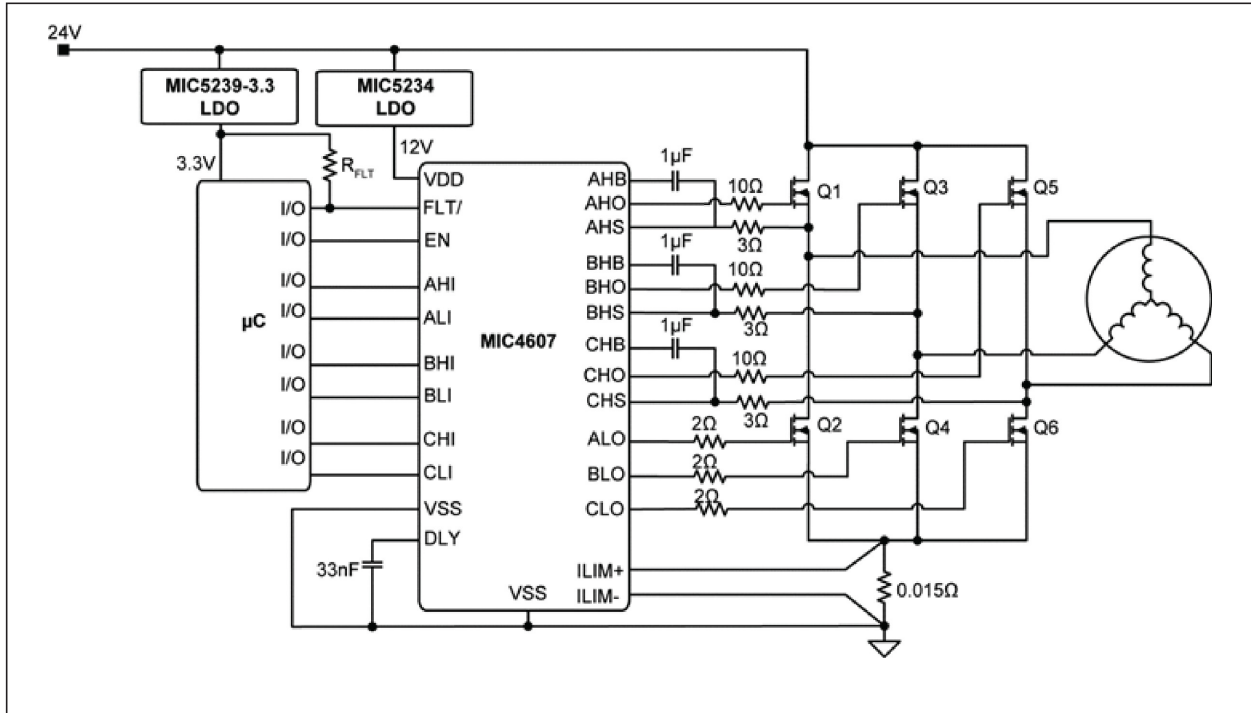 24V
MIC5239-3.3
LDO
MIC5234
LDO
3.3V
R_FLT
12V
1µF
VDD
AHB
10Ω
Q1
Q3
Q5
I/O
FLT/
AHO
I/O
EN
AHS
3Ω
1µF
BHB
10Ω
I/O
AHI
BHO
I/O
ALI
BHS
3Ω
µC
MIC4607
1µF
CHB
I/O
BHI
10Ω
CHO
I/O
BLI
CHS
3Ω
I/O
CHI
2Ω
ALO
Q2
Q4
Q6
I/O
CLI
2Ω
BLO
2Ω
VSS
CLO
DLY
33nF
ILIM+
VSS
ILIM-
0.015Ω